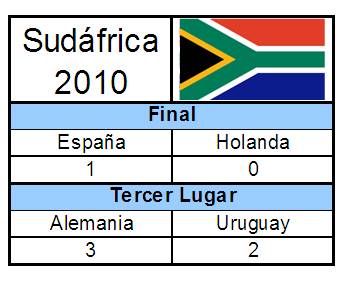 Sudáfrica
2010
Final
España Holanda
1 0
Tercer Lugar
Alemania Uruguay
3 2